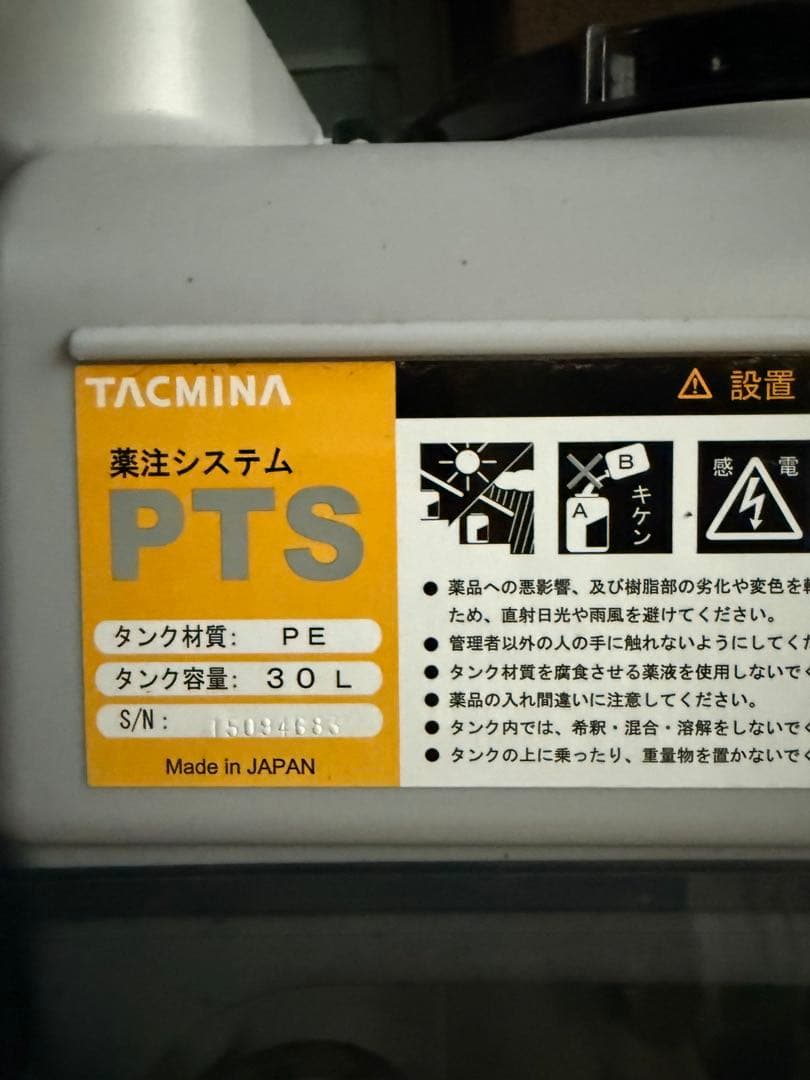 TACMINA
薬注システム
PTS
タンク材質: PE
タンク容量: 30L
S/N:
Made in JAPAN
⚠ 設置
B
A
キケン
感電
● 薬品への悪影響、及び樹脂部の劣化や変色を
ため、直射日光や雨風を避けてください。
● 管理者以外の人の手に触れないようにしてくだ
● タンク材質を腐食させる薬液を使用しないで
● 薬品の入れ間違いに注意してください。
● タンク内では、希釈・混合・溶解をしないで
● タンクの上に乗ったり、重量物を置かないで